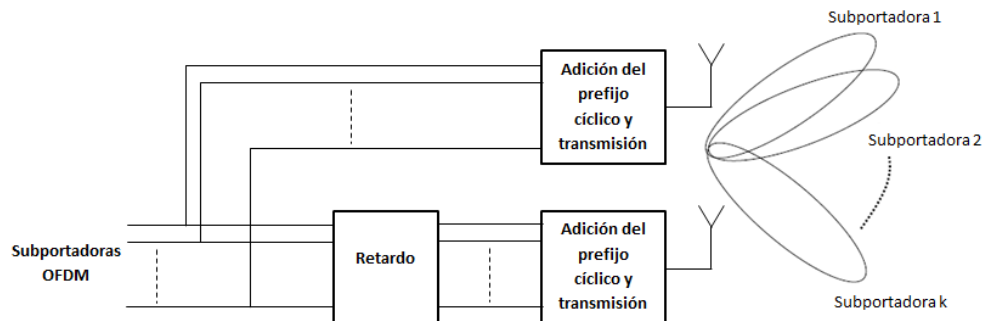 Subportadora 1
Adición del
prefijo
cíclico y
transmisión
Subportadora 2
Subportadoras
OFDM
Retardo
Adición del
prefijo
cíclico y
transmisión
Subportadora k